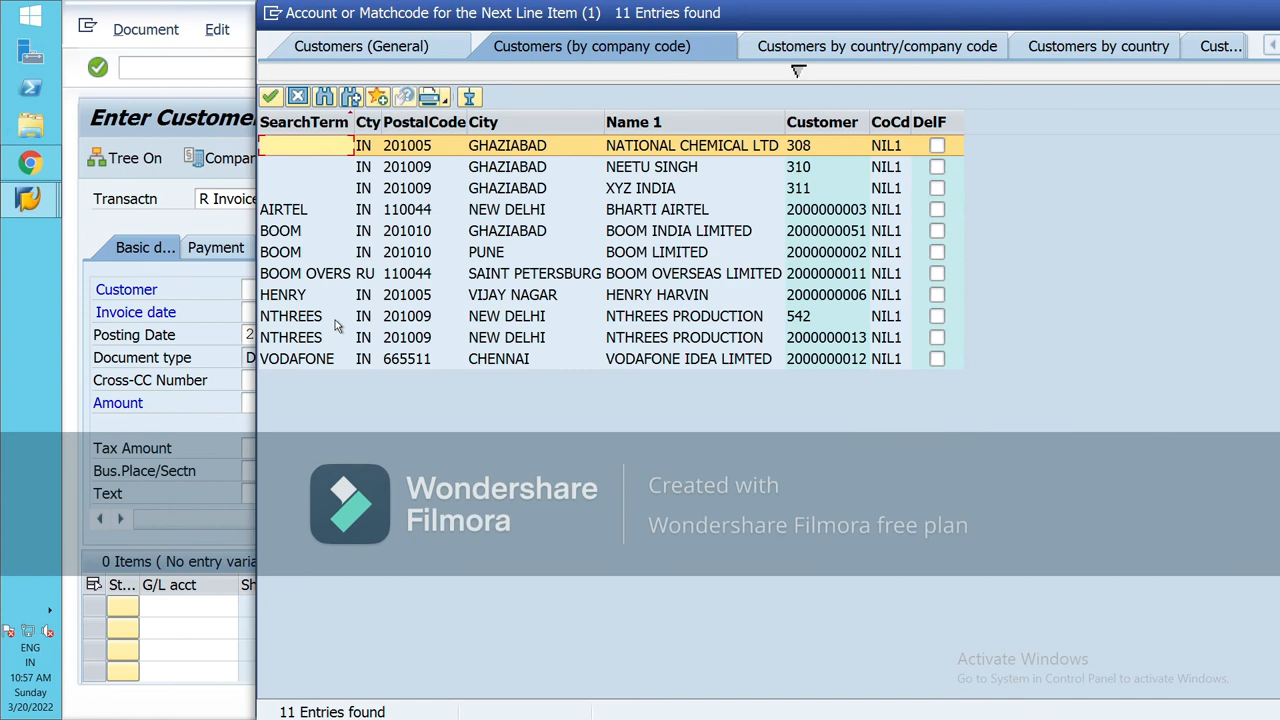 Account or Matchcode for the Next Line Item (1) 11 Entries found
Document Edit
Customers (General) Customers (by company code) Customers by country/company code Customers by country Cust...
Enter Custome
Tree On Compar
Transactn R Invoice
Basic d... Payment
Customer
Invoice date
Posting Date 2
Document type D
Cross-CC Number
Amount
Tax Amount
Bus.Place/Sectn
Text
0 Items ( No entry varia
St... G/L acct Sh
SearchTerm Cty PostalCode City Name 1 Customer CoCd DelF
IN 201005 GHAZIABAD NATIONAL CHEMICAL LTD 308 NIL1
IN 201009 GHAZIABAD NEETU SINGH 310 NIL1
IN 201009 GHAZIABAD XYZ INDIA 311 NIL1
AIRTEL IN 110044 NEW DELHI BHARTI AIRTEL 2000000003 NIL1
BOOM IN 201010 GHAZIABAD BOOM INDIA LIMITED 2000000051 NIL1
BOOM IN 201010 PUNE BOOM LIMITED 2000000002 NIL1
BOOM OVERS RU 110044 SAINT PETERSBURG BOOM OVERSEAS LIMITED 2000000011 NIL1
HENRY IN 201005 VIJAY NAGAR HENRY HARVIN 2000000006 NIL1
NTHREES IN 201009 NEW DELHI NTHREES PRODUCTION 542 NIL1
NTHREES IN 201009 NEW DELHI NTHREES PRODUCTION 2000000013 NIL1
VODAFONE IN 665511 CHENNAI VODAFONE IDEA LIMTED 2000000012 NIL1
Wondershare
Filmora
Created with
Wondershare Filmora free plan
Activate Windows
Go to System in Control Panel to activate Windows.
11 Entries found
ENG
IN
10:57 AM
Sunday
3/20/2022